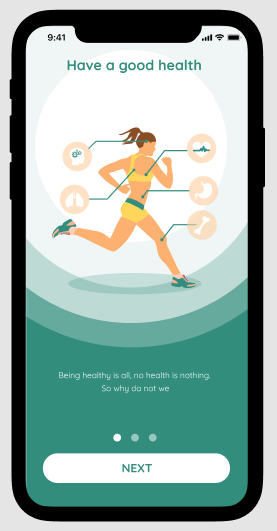 9:41
Have a good health
Being healthy is all, no health is nothing.
So why do not we
NEXT